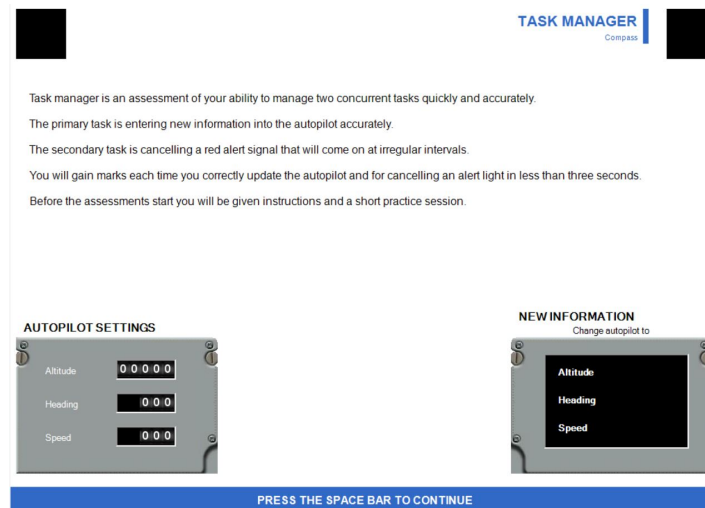 TASK MANAGER
Compass
Task manager is an assessment of your ability to manage two concurrent tasks quickly and accurately.
The primary task is entering new information into the autopilot accurately.
The secondary task is cancelling a red alert signal that will come on at irregular intervals.
You will gain marks each time you correctly update the autopilot and for cancelling an alert light in less than three seconds.
Before the assessments start you will be given instructions and a short practice session.
AUTOPILOT SETTINGS
Altitude 00000
Heading 000
Speed 000
NEW INFORMATION
Change autopilot to
Altitude
Heading
Speed
PRESS THE SPACE BAR TO CONTINUE